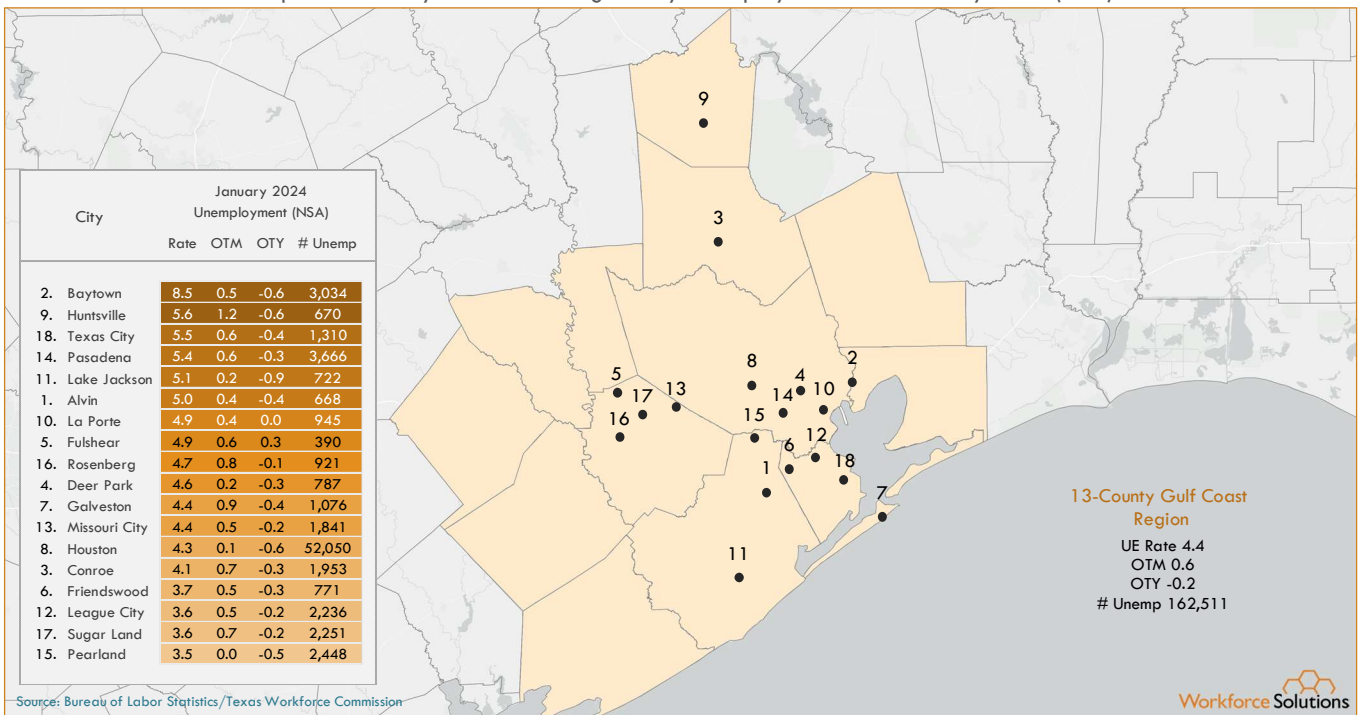 City
January 2024
Unemployment (NSA)
Rate OTM OTY # Unemp
2. Baytown 8.5 0.5 -0.6 3,034
9. Huntsville 5.6 1.2 -0.6 670
18. Texas City 5.5 0.6 -0.4 1,310
14. Pasadena 5.4 0.6 -0.3 3,666
11. Lake Jackson 5.1 0.2 -0.9 722
1. Alvin 5.0 0.4 -0.4 668
10. La Porte 4.9 0.4 0.0 945
5. Fulshear 4.9 0.6 0.3 390
16. Rosenberg 4.7 0.8 -0.1 921
4. Deer Park 4.6 0.2 -0.3 787
7. Galveston 4.4 0.9 -0.4 1,076
13. Missouri City 4.4 0.5 -0.2 1,841
8. Houston 4.3 0.1 -0.6 52,050
3. Conroe 4.1 0.7 -0.3 1,953
6. Friendswood 3.7 0.5 -0.3 771
12. League City 3.6 0.5 -0.2 2,236
17. Sugar Land 3.6 0.7 -0.2 2,251
15. Pearland 3.5 0.0 -0.5 2,448
9
3
8
2
5
4
13
10
17
14
16
15
12
6
18
1
7
11
13-County Gulf Coast
Region
UE Rate 4.4
OTM 0.6
OTY -0.2
# Unemp 162,511
Source: Bureau of Labor Statistics/Texas Workforce Commission
Workforce Solutions